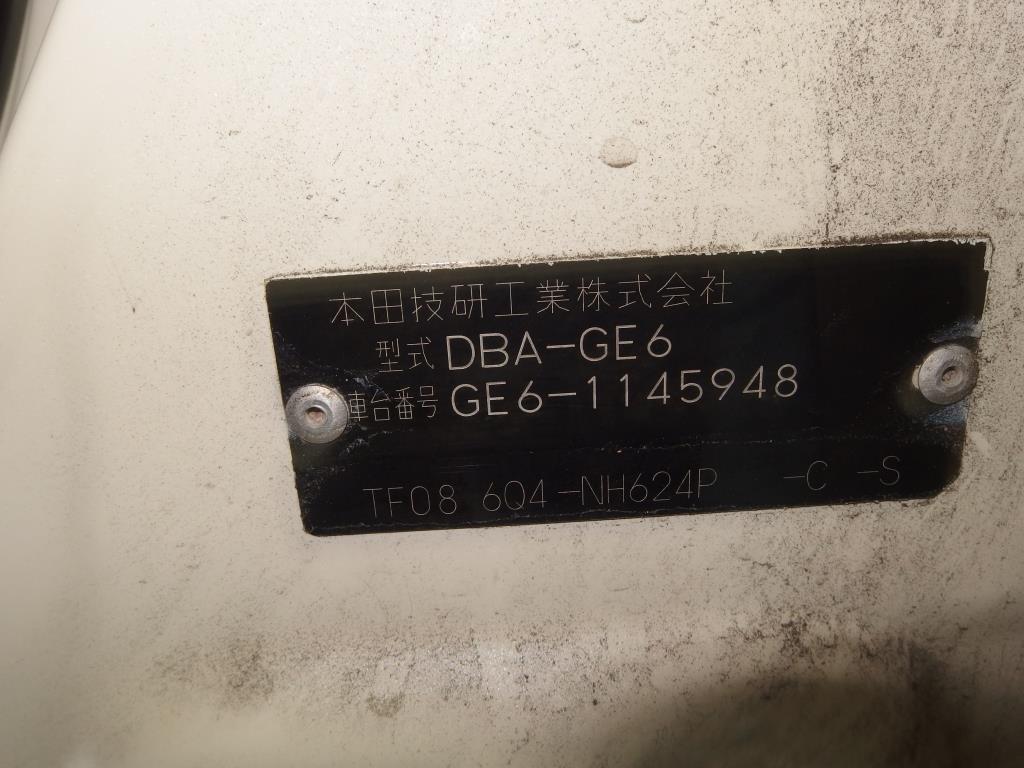 本田技研工業株式会社
型式 DBA-GE6
車台番号 GE6-1145948
TF08 6Q4-NH624P -C -S